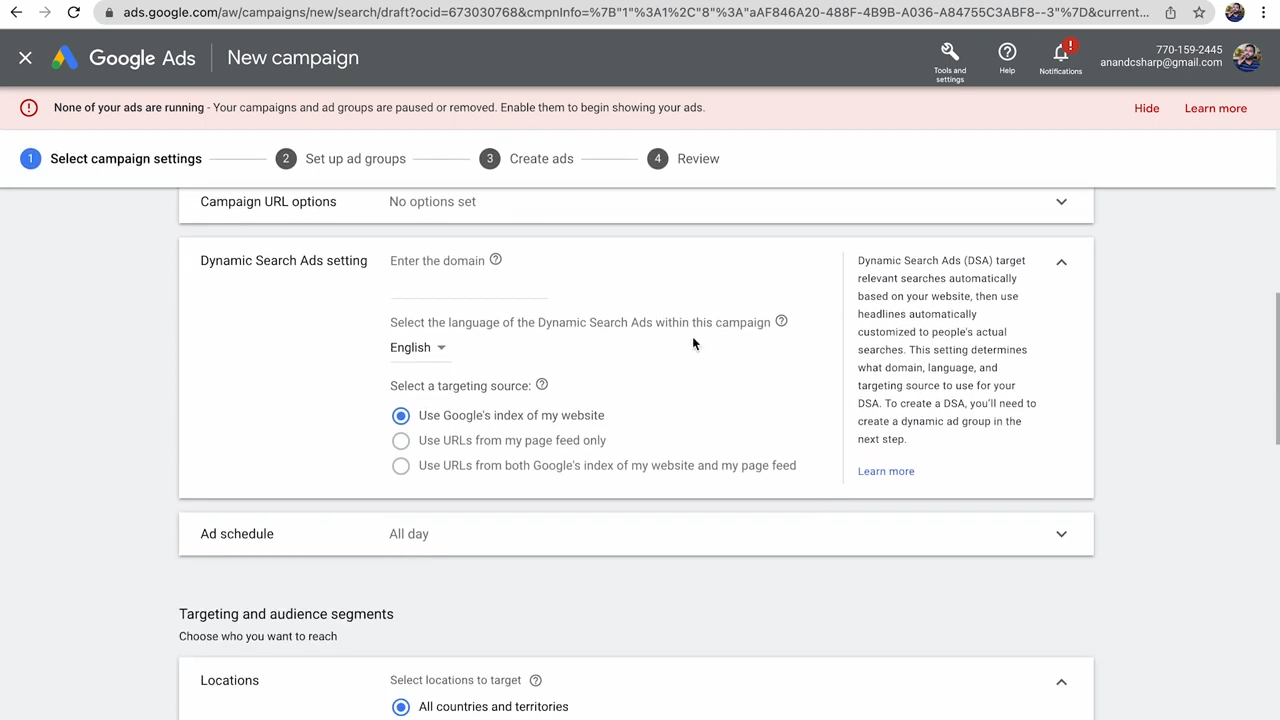 ads.google.com/aw/campaigns/new/search/draft?ocid=673030768&cmpnInfo=%7B"1"%3A1%2C"8"%3A"aAF846A20-488F-4B9B-A036-A84755C3ABF8--3"%7D&current...
Google Ads
New campaign
Tools and
settings
Help
!
Notifications
770-159-2445
anandcsharp@gmail.com
None of your ads are running - Your campaigns and ad groups are paused or removed. Enable them to begin showing your ads.
Hide
Learn more
1 Select campaign settings
2 Set up ad groups
3 Create ads
4 Review
Campaign URL options
No options set
Dynamic Search Ads setting
Enter the domain
Select the language of the Dynamic Search Ads within this campaign
English
Select a targeting source:
Use Google's index of my website
Use URLs from my page feed only
Use URLs from both Google's index of my website and my page feed
Dynamic Search Ads (DSA) target
relevant searches automatically
based on your website, then use
headlines automatically
customized to people's actual
searches. This setting determines
what domain, language, and
targeting source to use for your
DSA. To create a DSA, you'll need to
create a dynamic ad group in the
next step.
Learn more
Ad schedule
All day
Targeting and audience segments
Choose who you want to reach
Locations
Select locations to target
All countries and territories